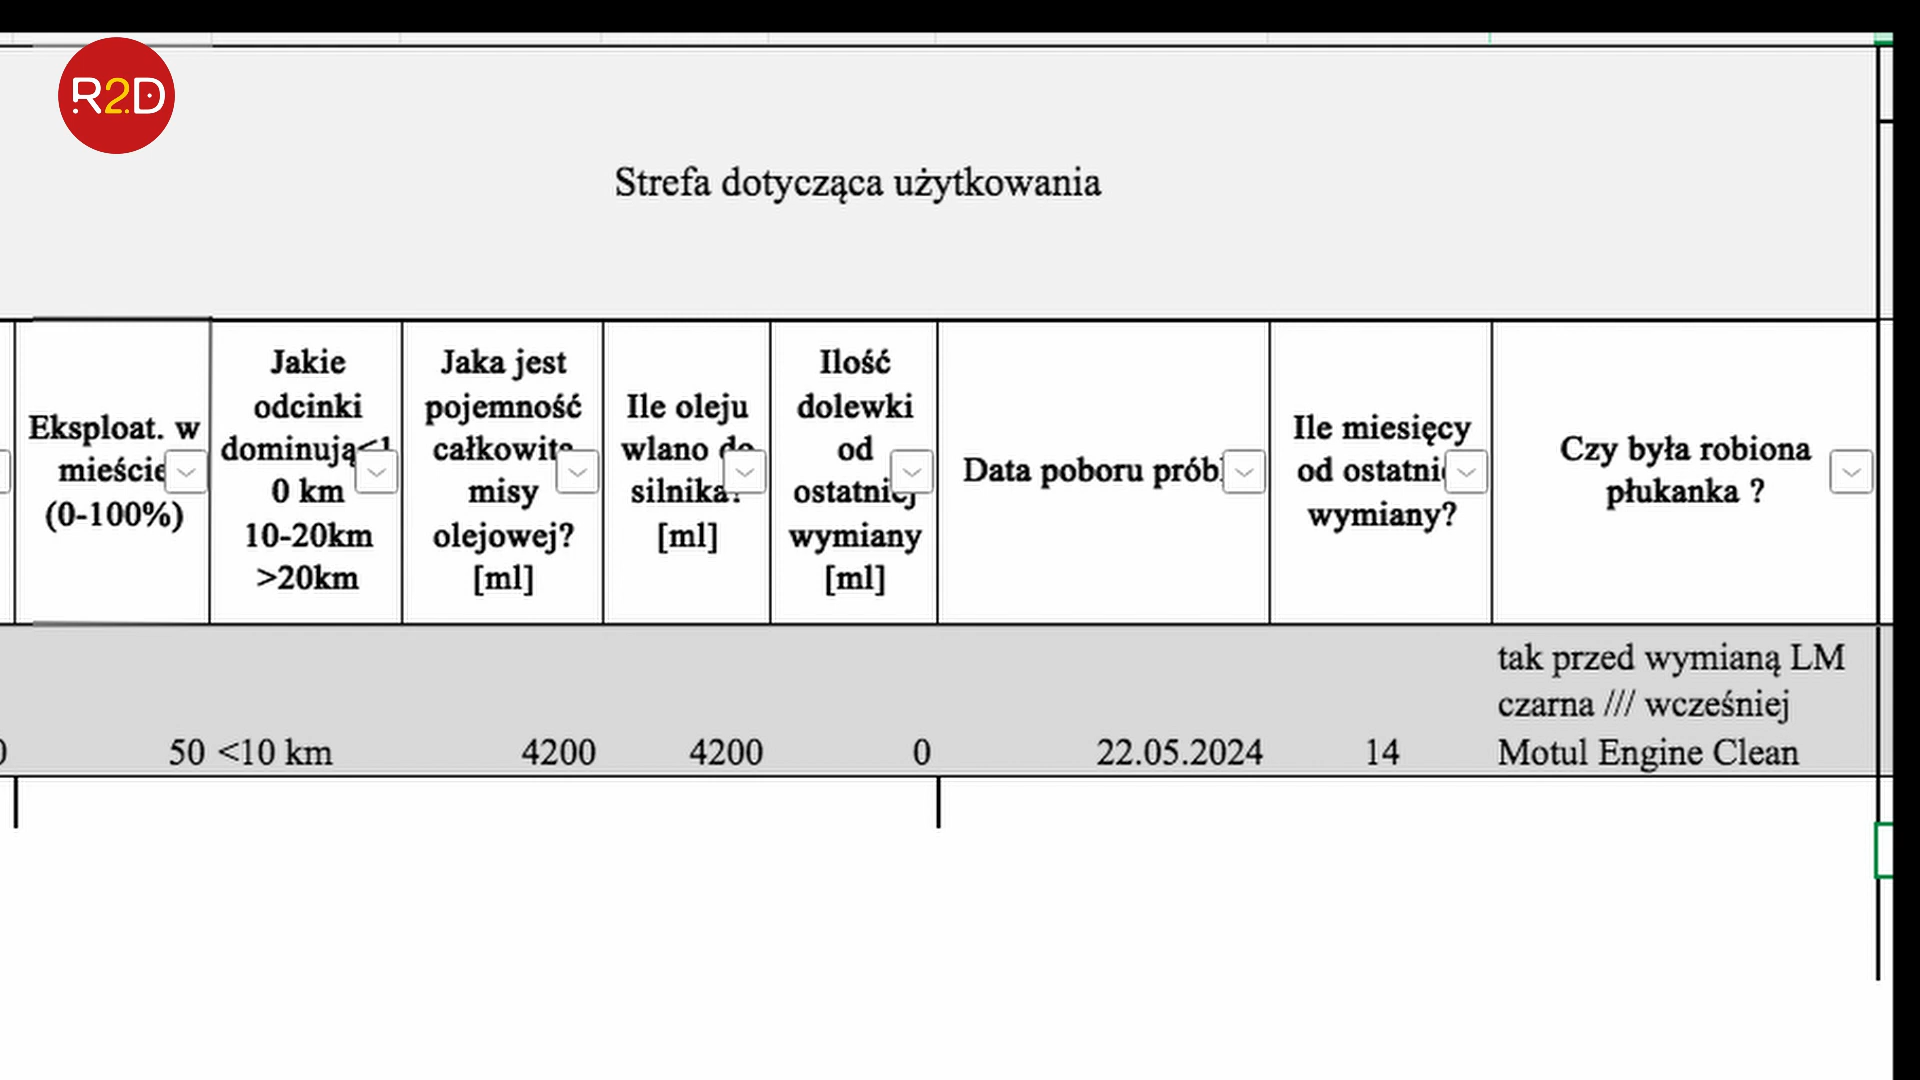 R2D
Strefa dotycząca użytkowania
Eksploat. w
mieście
(0-100%)
Jakie
odcinki
dominują<1
0 km
10-20km
>20km
Jaka jest
pojemność
całkowita
misy
olejowej?
[ml]
Ile oleju
wlano do
silnika?
[ml]
Ilość
dolewki
od
ostatniej
wymiany
[ml]
Data poboru prób
Ile miesięcy
od ostatni
wymiany?
Czy była robiona
płukanka ?
50
<10 km
4200
4200
0
22.05.2024
14
tak przed wymianą LM
czarna /// wcześniej
Motul Engine Clean